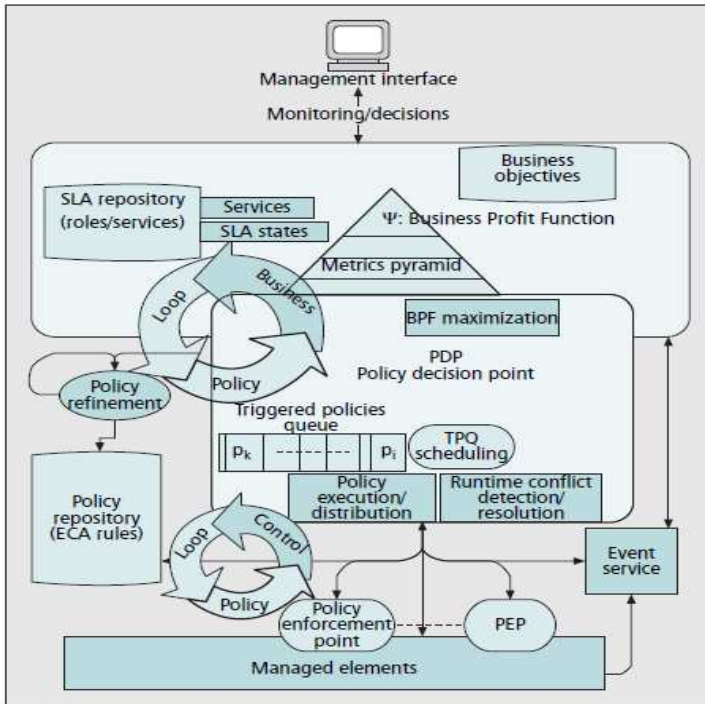 Management interface
Monitoring/decisions
Business
objectives
SLA repository
(roles/services)
Services
SLA states
Ψ: Business Profit Function
Metrics pyramid
Business
Loop
Policy
BPF maximization
PDP
Policy decision point
Policy
refinement
Triggered policies
queue
pk
pi
TPQ
scheduling
Policy
execution/
distribution
Runtime conflict
detection/
resolution
Policy
repository
(ECA rules)
Loop
Control
Policy
Event
service
Policy
enforcement
point
PEP
Managed elements